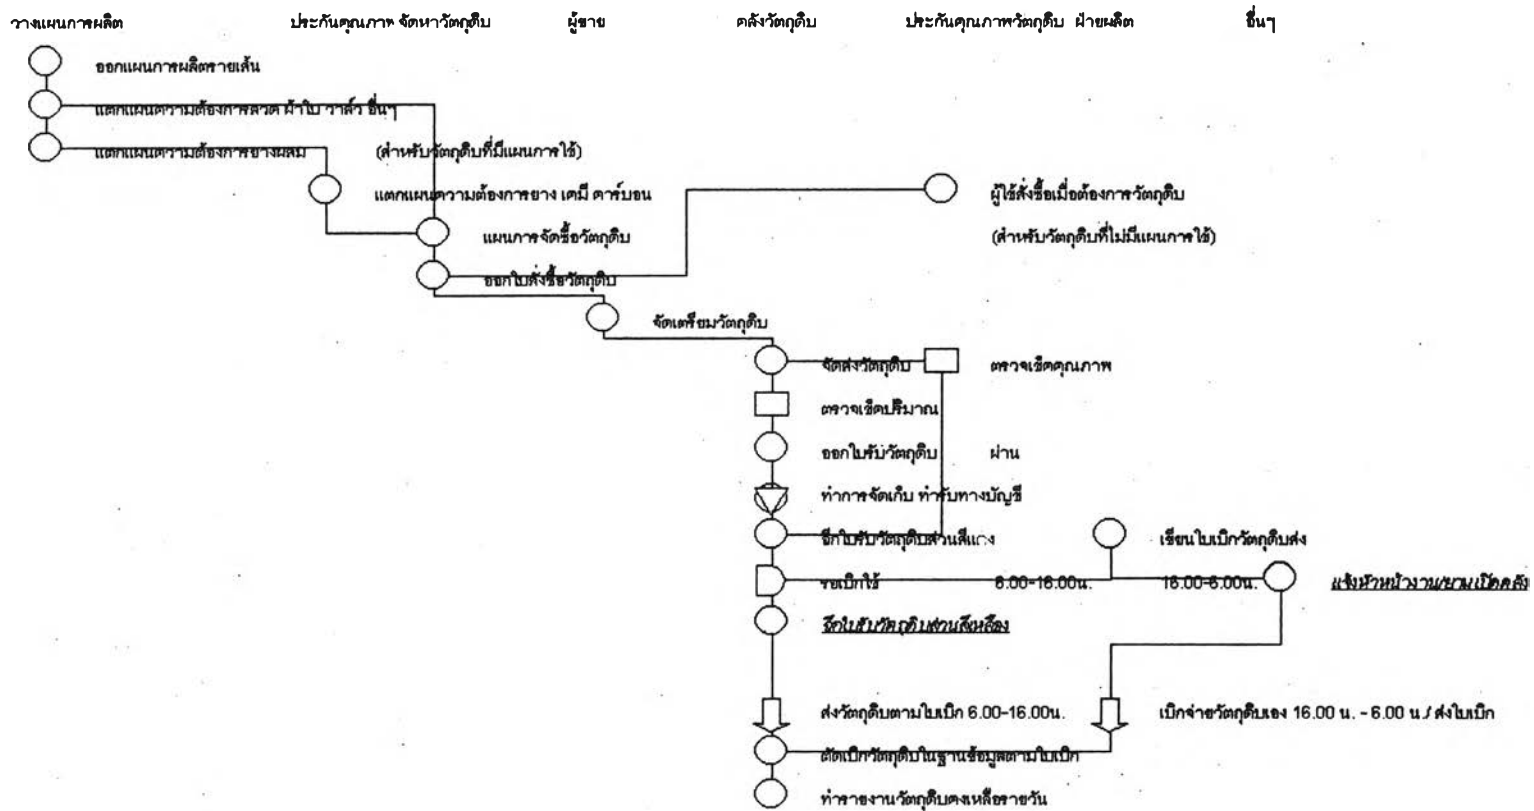 วางแผนการผลิต ประกันคุณภาพ จัดหาวัตถุดิบ ผู้ขาย คลังวัตถุดิบ ประกันคุณภาพวัตถุดิบ ฝ่ายผลิต อื่นๆ
ออกแผนการผลิตรายเส้น
แตกแผนความต้องการลวด ผ้าใบ วาล์ว อื่นๆ
แตกแผนความต้องการยางผสม (สำหรับวัตถุดิบที่มีแผนการใช้)
แตกแผนความต้องการยาง เคมี คาร์บอน ผู้ใช้สั่งซื้อเมื่อต้องการวัตถุดิบ
แผนการจัดซื้อวัตถุดิบ (สำหรับวัตถุดิบที่ไม่มีแผนการใช้)
ออกใบสั่งซื้อวัตถุดิบ
จัดเตรียมวัตถุดิบ
จัดส่งวัตถุดิบ ตรวจเช็คคุณภาพ
ตรวจเช็คปริมาณ
ออกใบรับวัตถุดิบ ผ่าน
ทำการจัดเก็บ ทำรับทางบัญชี
ฉีกใบรับวัตถุดิบส่วนสีแดง เขียนใบเบิกวัตถุดิบส่ง
รอเบิกใช้ 6.00-16.00น. 16.00-6.00น. แจ้งหัวหน้างาน/ยามเปิดคลัง
ฉีกใบรับวัตถุดิบส่วนสีเหลือง
ส่งวัตถุดิบตามใบเบิก 6.00-16.00น. เบิกจ่ายวัตถุดิบเอง 16.00 น. - 6.00 น./ ส่งใบเบิก
ตัดเบิกวัตถุดิบในฐานข้อมูลตามใบเบิก
ทำรายงานวัตถุดิบคงเหลือรายวัน